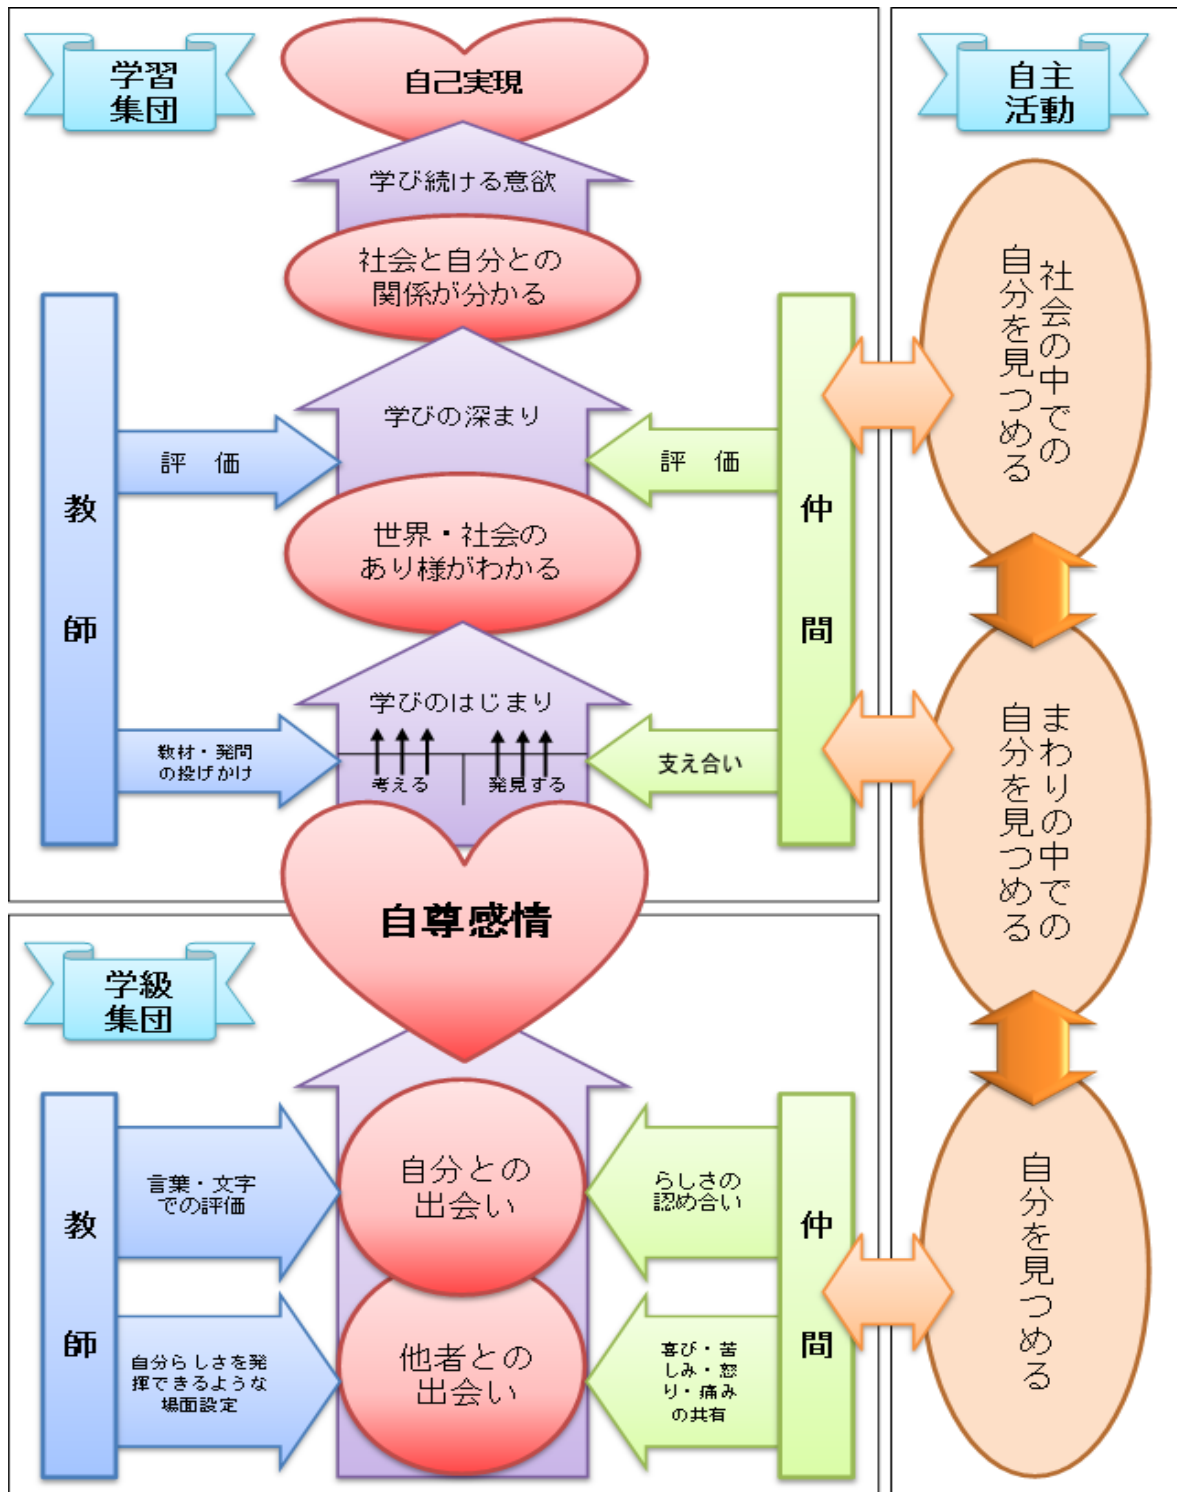 学習
集団
自己実現
学び続ける意欲
社会と自分との
関係が分かる
学びの深まり
教師
評　価
評　価
仲間
世界・社会の
あり様がわかる
学びのはじまり
教材・発問
の投げかけ
考える
発見する
支え合い
自尊感情
学級
集団
教師
言葉・文字
での評価
自分との
出会い
らしさの
認め合い
仲間
自分らしさを発
揮できるような
場面設定
他者との
出会い
喜び・苦
しみ・怒
り・痛み
の共有
自主
活動
社会の中での
自分を見つめる
まわりの中での
自分を見つめる
自分を見つめる